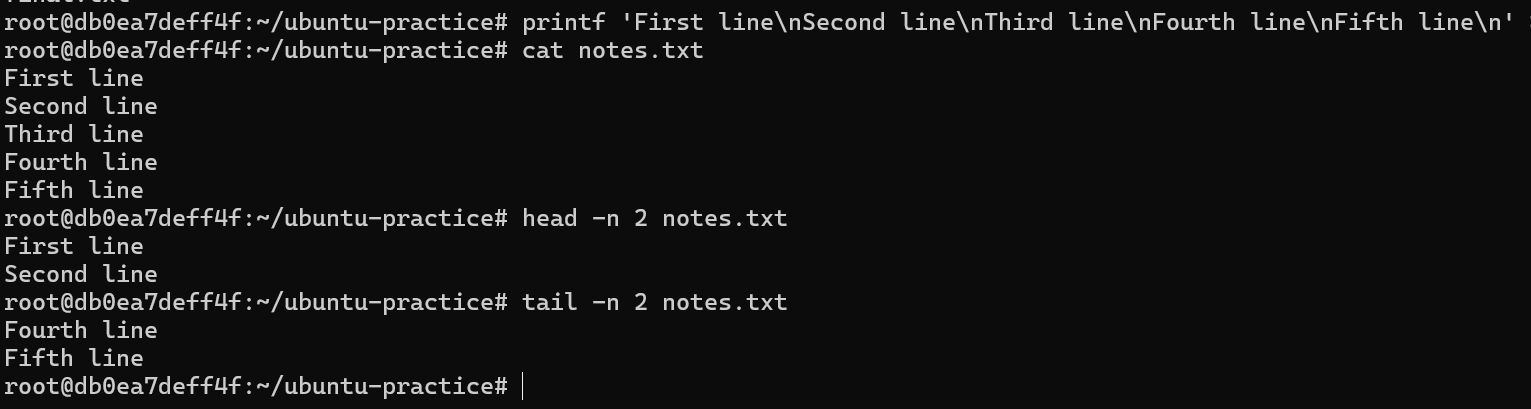 root@db0ea7deff4f:~/ubuntu-practice# printf 'First line\nSecond line\nThird line\nFourth line\nFifth line\n'
root@db0ea7deff4f:~/ubuntu-practice# cat notes.txt
First line
Second line
Third line
Fourth line
Fifth line
root@db0ea7deff4f:~/ubuntu-practice# head -n 2 notes.txt
First line
Second line
root@db0ea7deff4f:~/ubuntu-practice# tail -n 2 notes.txt
Fourth line
Fifth line
root@db0ea7deff4f:~/ubuntu-practice#